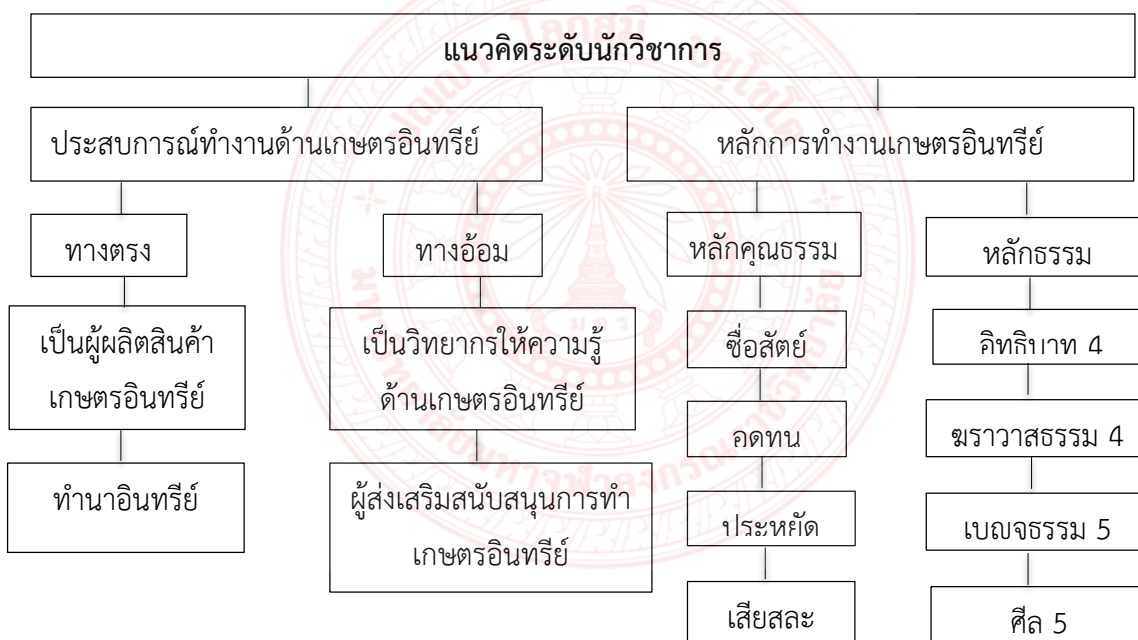 แนวคิดระดับนักวิชาการ
ประสบการณ์ทำงานด้านเกษตรอินทรีย์
หลักการทำงานเกษตรอินทรีย์
ทางตรง
ทางอ้อม
หลักคุณธรรม
หลักธรรม
เป็นผู้ผลิตสินค้า
เกษตรอินทรีย์
เป็นวิทยากรให้ความรู้
ด้านเกษตรอินทรีย์
ซื่อสัตย์
อิทธิบาท 4
อดทน
ฆราวาสธรรม 4
ทำนาอินทรีย์
ผู้ส่งเสริมสนับสนุนการทำ
เกษตรอินทรีย์
ประหยัด
เบญจธรรม 5
เสียสละ
ศีล 5